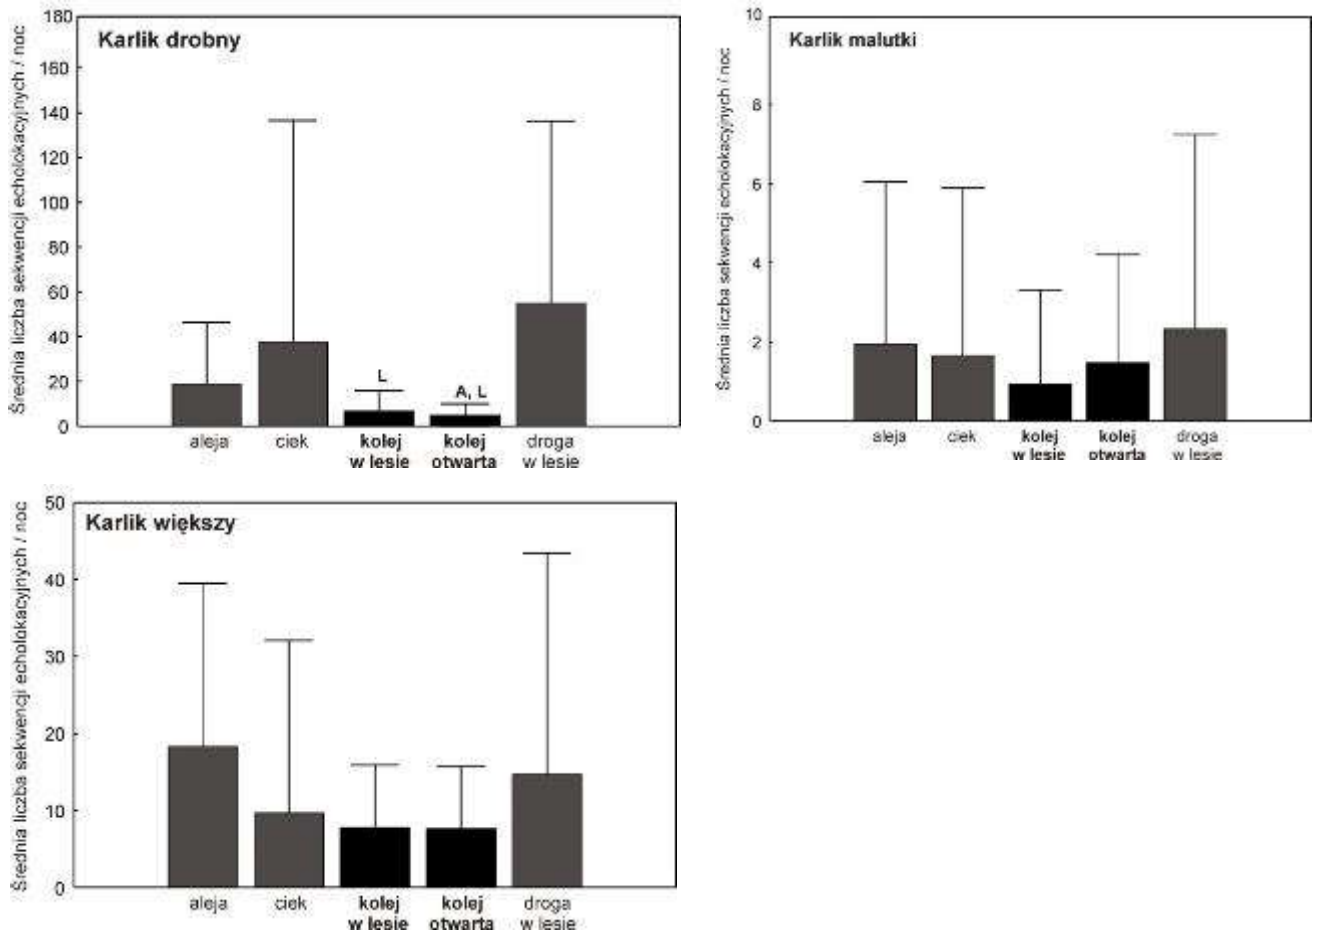 Karlik drobny
Średnia liczba sekwencji echolokacyjnych / noc
180
160
140
120
100
80
60
40
20
0
L
A, L
aleja
ciek
kolej
w lesie
kolej
otwarta
droga
w lesie
Karlik malutki
Średnia liczba sekwencji echolokacyjnych / noc
10
8
6
4
2
0
aleja
ciek
kolej
w lesie
kolej
otwarta
droga
w lesie
Karlik większy
Średnia liczba sekwencji echolokacyjnych / noc
50
40
30
20
10
0
aleja
ciek
kolej
w lesie
kolej
otwarta
droga
w lesie